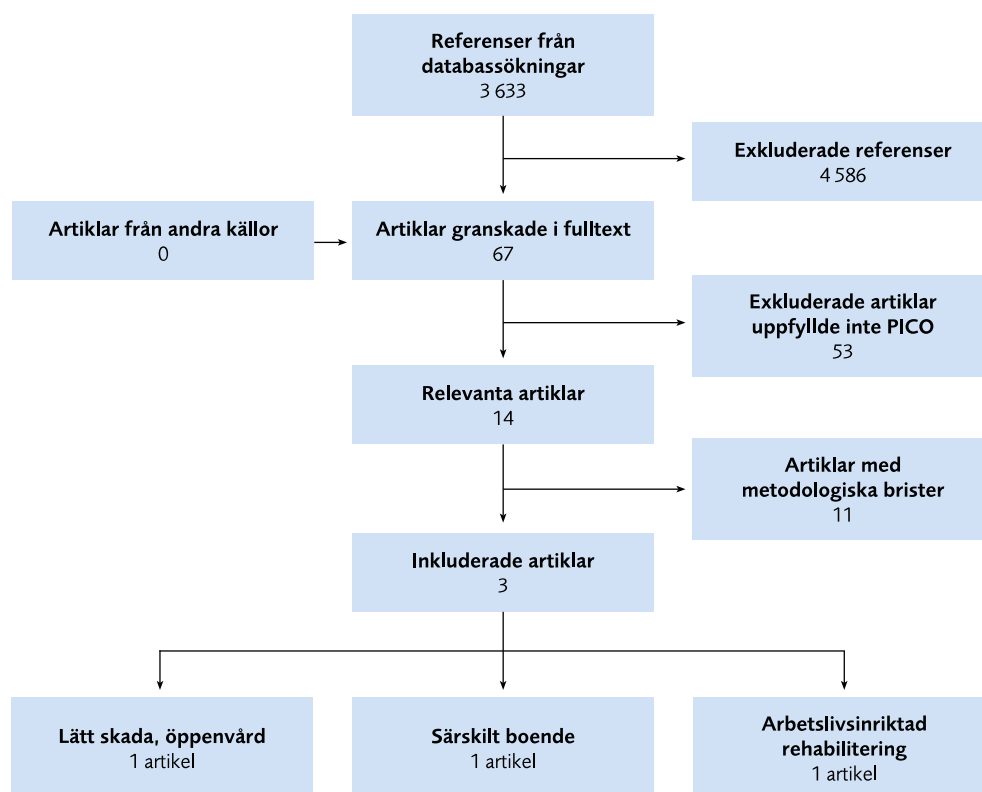 Referenser från
databassökningar
3 633
Exkluderade referenser
4 586
Artiklar från andra källor
0
Artiklar granskade i fulltext
67
Exkluderade artiklar
uppfyllde inte PICO
53
Relevanta artiklar
14
Artiklar med
metodologiska brister
11
Inkluderade artiklar
3
Lätt skada, öppenvård
1 artikel
Särskilt boende
1 artikel
Arbetslivsinriktad
rehabilitering
1 artikel